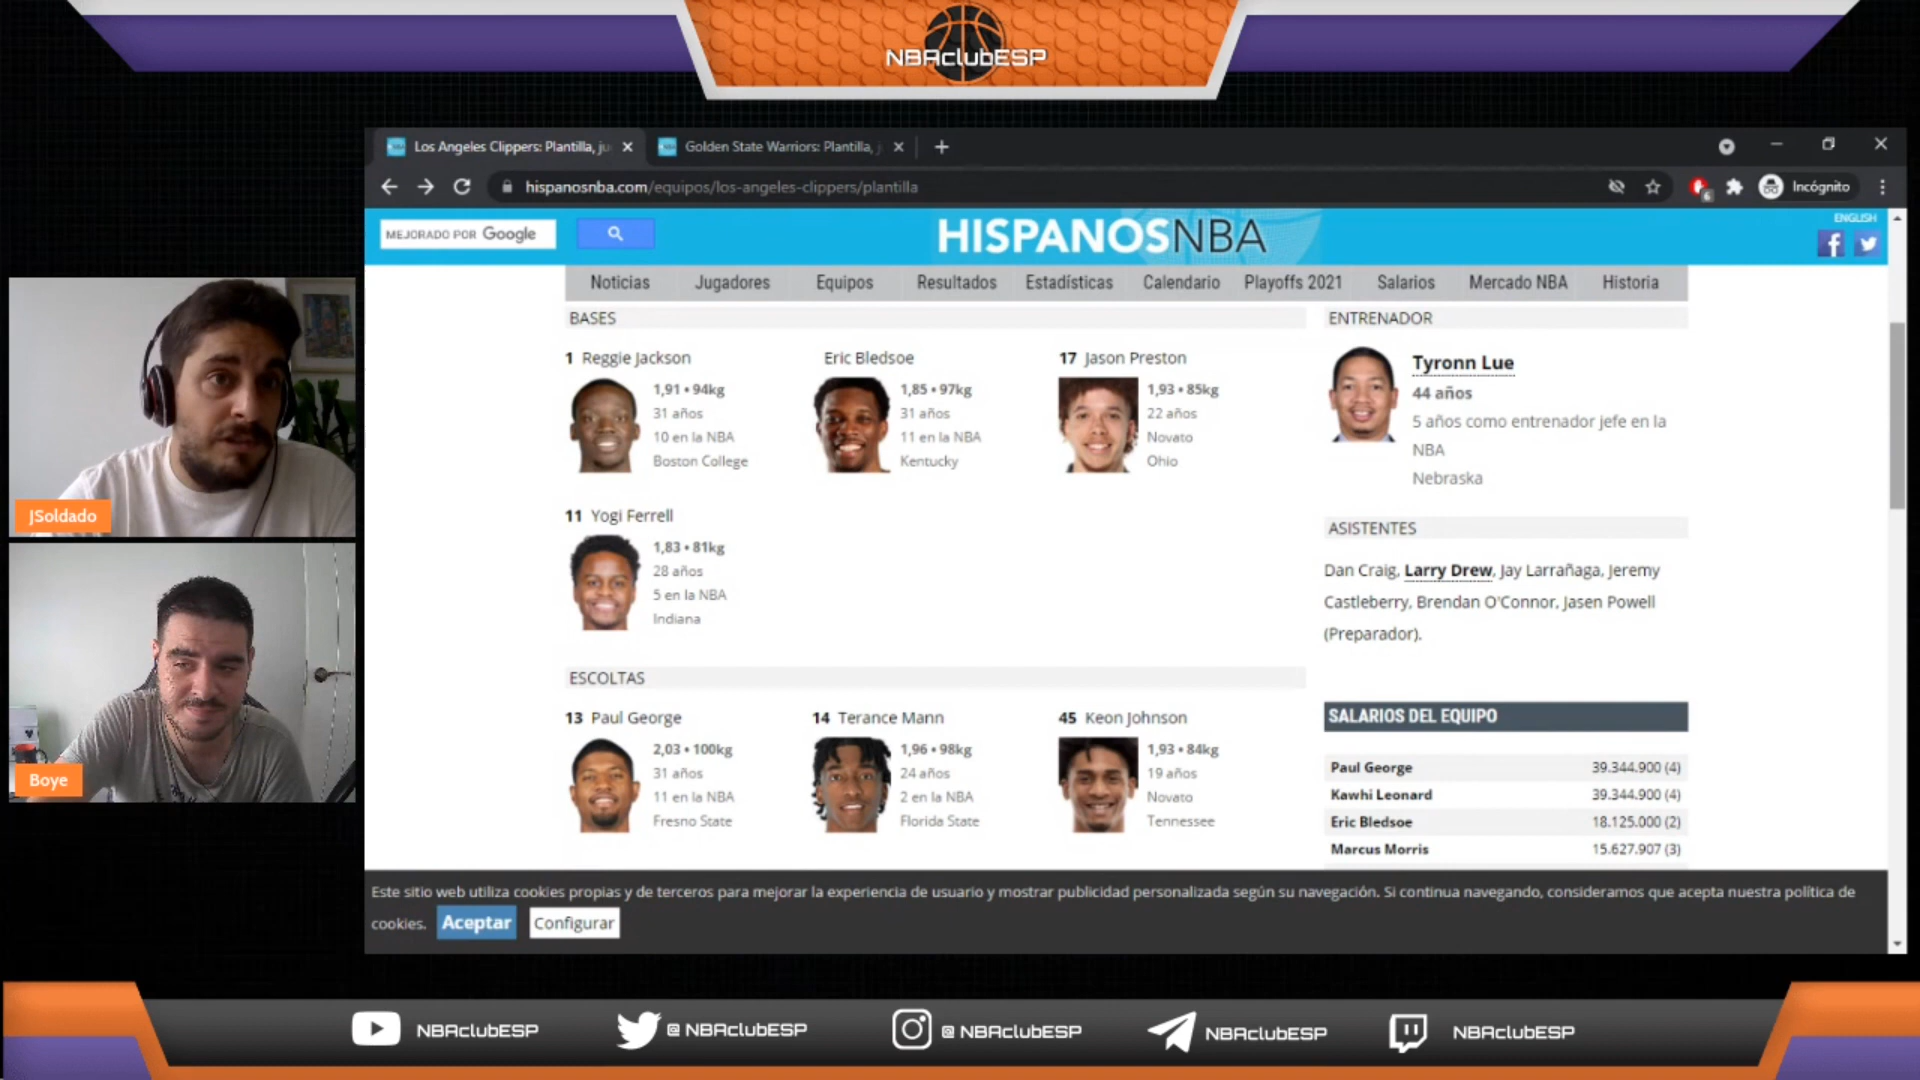 NBAclubESP
Los Angeles Clippers: Plantilla, ju
Golden State Warriors: Plantilla, j
hispanosnba.com/equipos/los-angeles-clippers/plantilla
Incógnito
MEJORADO POR Google
HISPANOSNBA
ENGLISH
Noticias Jugadores Equipos Resultados Estadísticas Calendario Playoffs 2021 Salarios Mercado NBA Historia
BASES
1 Reggie Jackson
1,91 • 94kg
31 años
10 en la NBA
Boston College
Eric Bledsoe
1,85 • 97kg
31 años
11 en la NBA
Kentucky
17 Jason Preston
1,93 • 85kg
22 años
Novato
Ohio
11 Yogi Ferrell
1,83 • 81kg
28 años
5 en la NBA
Indiana
ESCOLTAS
13 Paul George
2,03 • 100kg
31 años
11 en la NBA
Fresno State
14 Terance Mann
1,96 • 98kg
24 años
2 en la NBA
Florida State
45 Keon Johnson
1,93 • 84kg
19 años
Novato
Tennessee
ENTRENADOR
Tyronn Lue
44 años
5 años como entrenador jefe en la
NBA
Nebraska
ASISTENTES
Dan Craig, Larry Drew, Jay Larrañaga, Jeremy
Castleberry, Brendan O'Connor, Jasen Powell
(Preparador).
SALARIOS DEL EQUIPO
Paul George 39.344.900 (4)
Kawhi Leonard 39.344.900 (4)
Eric Bledsoe 18.125.000 (2)
Marcus Morris 15.627.907 (3)
Este sitio web utiliza cookies propias y de terceros para mejorar la experiencia de usuario y mostrar publicidad personalizada según su navegación. Si continua navegando, consideramos que acepta nuestra política de
cookies. Aceptar Configurar
JSoldado
Boye
NBAclubESP
@ NBAclubESP
@ NBAclubESP
NBAclubESP
NBAclubESP